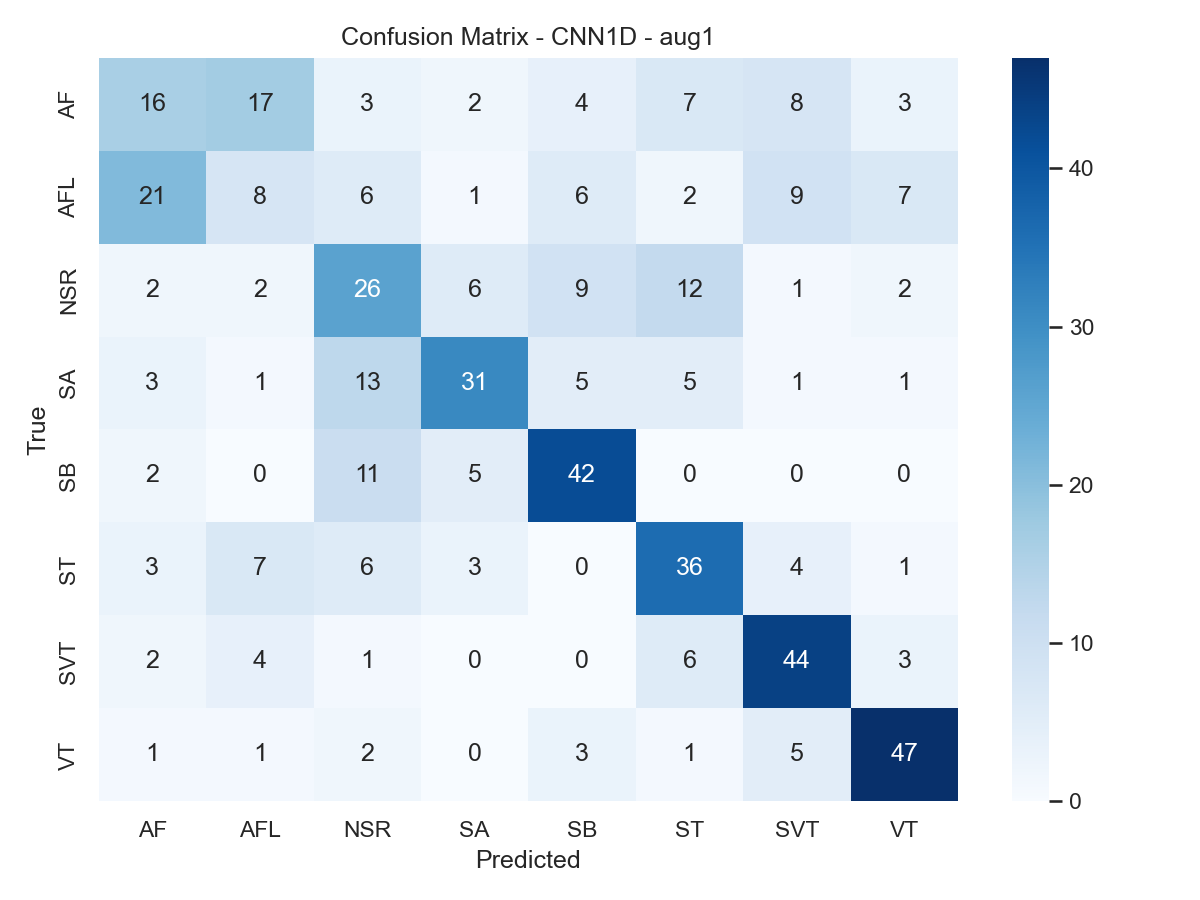 Confusion Matrix - CNN1D - aug1
AF 16 17 3 2 4 7 8 3
AFL 21 8 6 1 6 2 9 7
NSR 2 2 26 6 9 12 1 2
SA 3 1 13 31 5 5 1 1
SB 2 0 11 5 42 0 0 0
ST 3 7 6 3 0 36 4 1
SVT 2 4 1 0 0 6 44 3
VT 1 1 2 0 3 1 5 47
AF AFL NSR SA SB ST SVT VT
Predicted
True
40
30
20
10
0